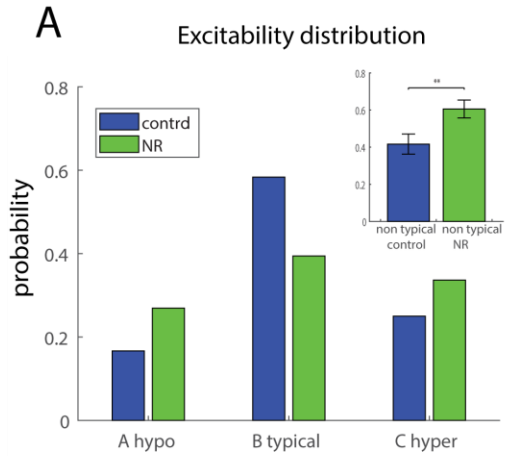 A
Excitability distribution
probability
0.8
0.6
0.4
0.2
0
contrd
NR
A hypo
B typical
C hyper
0.8
0.6
0.4
0.2
0
**
non typical non typical
control NR